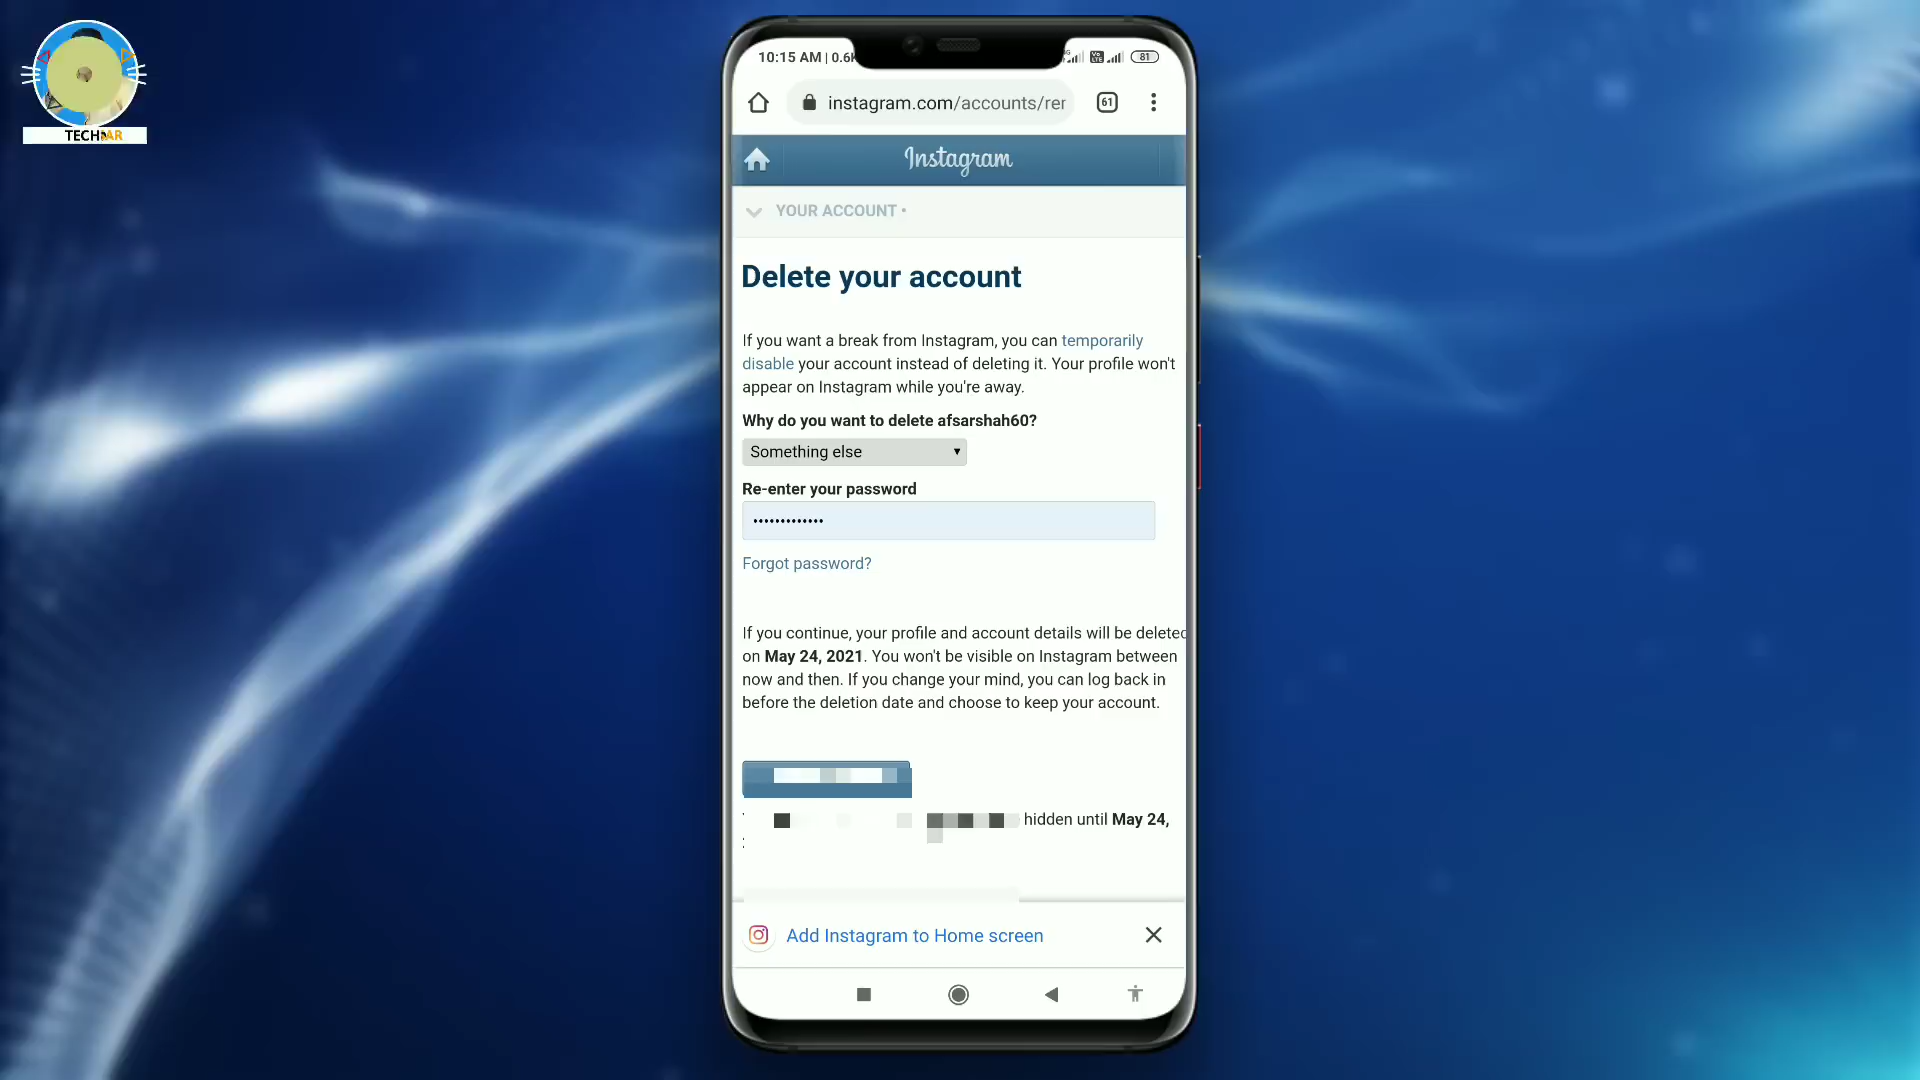 TECH
AR
10:15 AM | 0.6K
81
instagram.com/accounts/rer
61
Instagram
YOUR ACCOUNT •
Delete your account
If you want a break from Instagram, you can temporarily
disable your account instead of deleting it. Your profile won't
appear on Instagram while you're away.
Why do you want to delete afsarshah60?
Something else
Re-enter your password
•••••••••••••
Forgot password?
If you continue, your profile and account details will be deleted
on May 24, 2021. You won't be visible on Instagram between
now and then. If you change your mind, you can log back in
before the deletion date and choose to keep your account.
hidden until May 24,
Add Instagram to Home screen